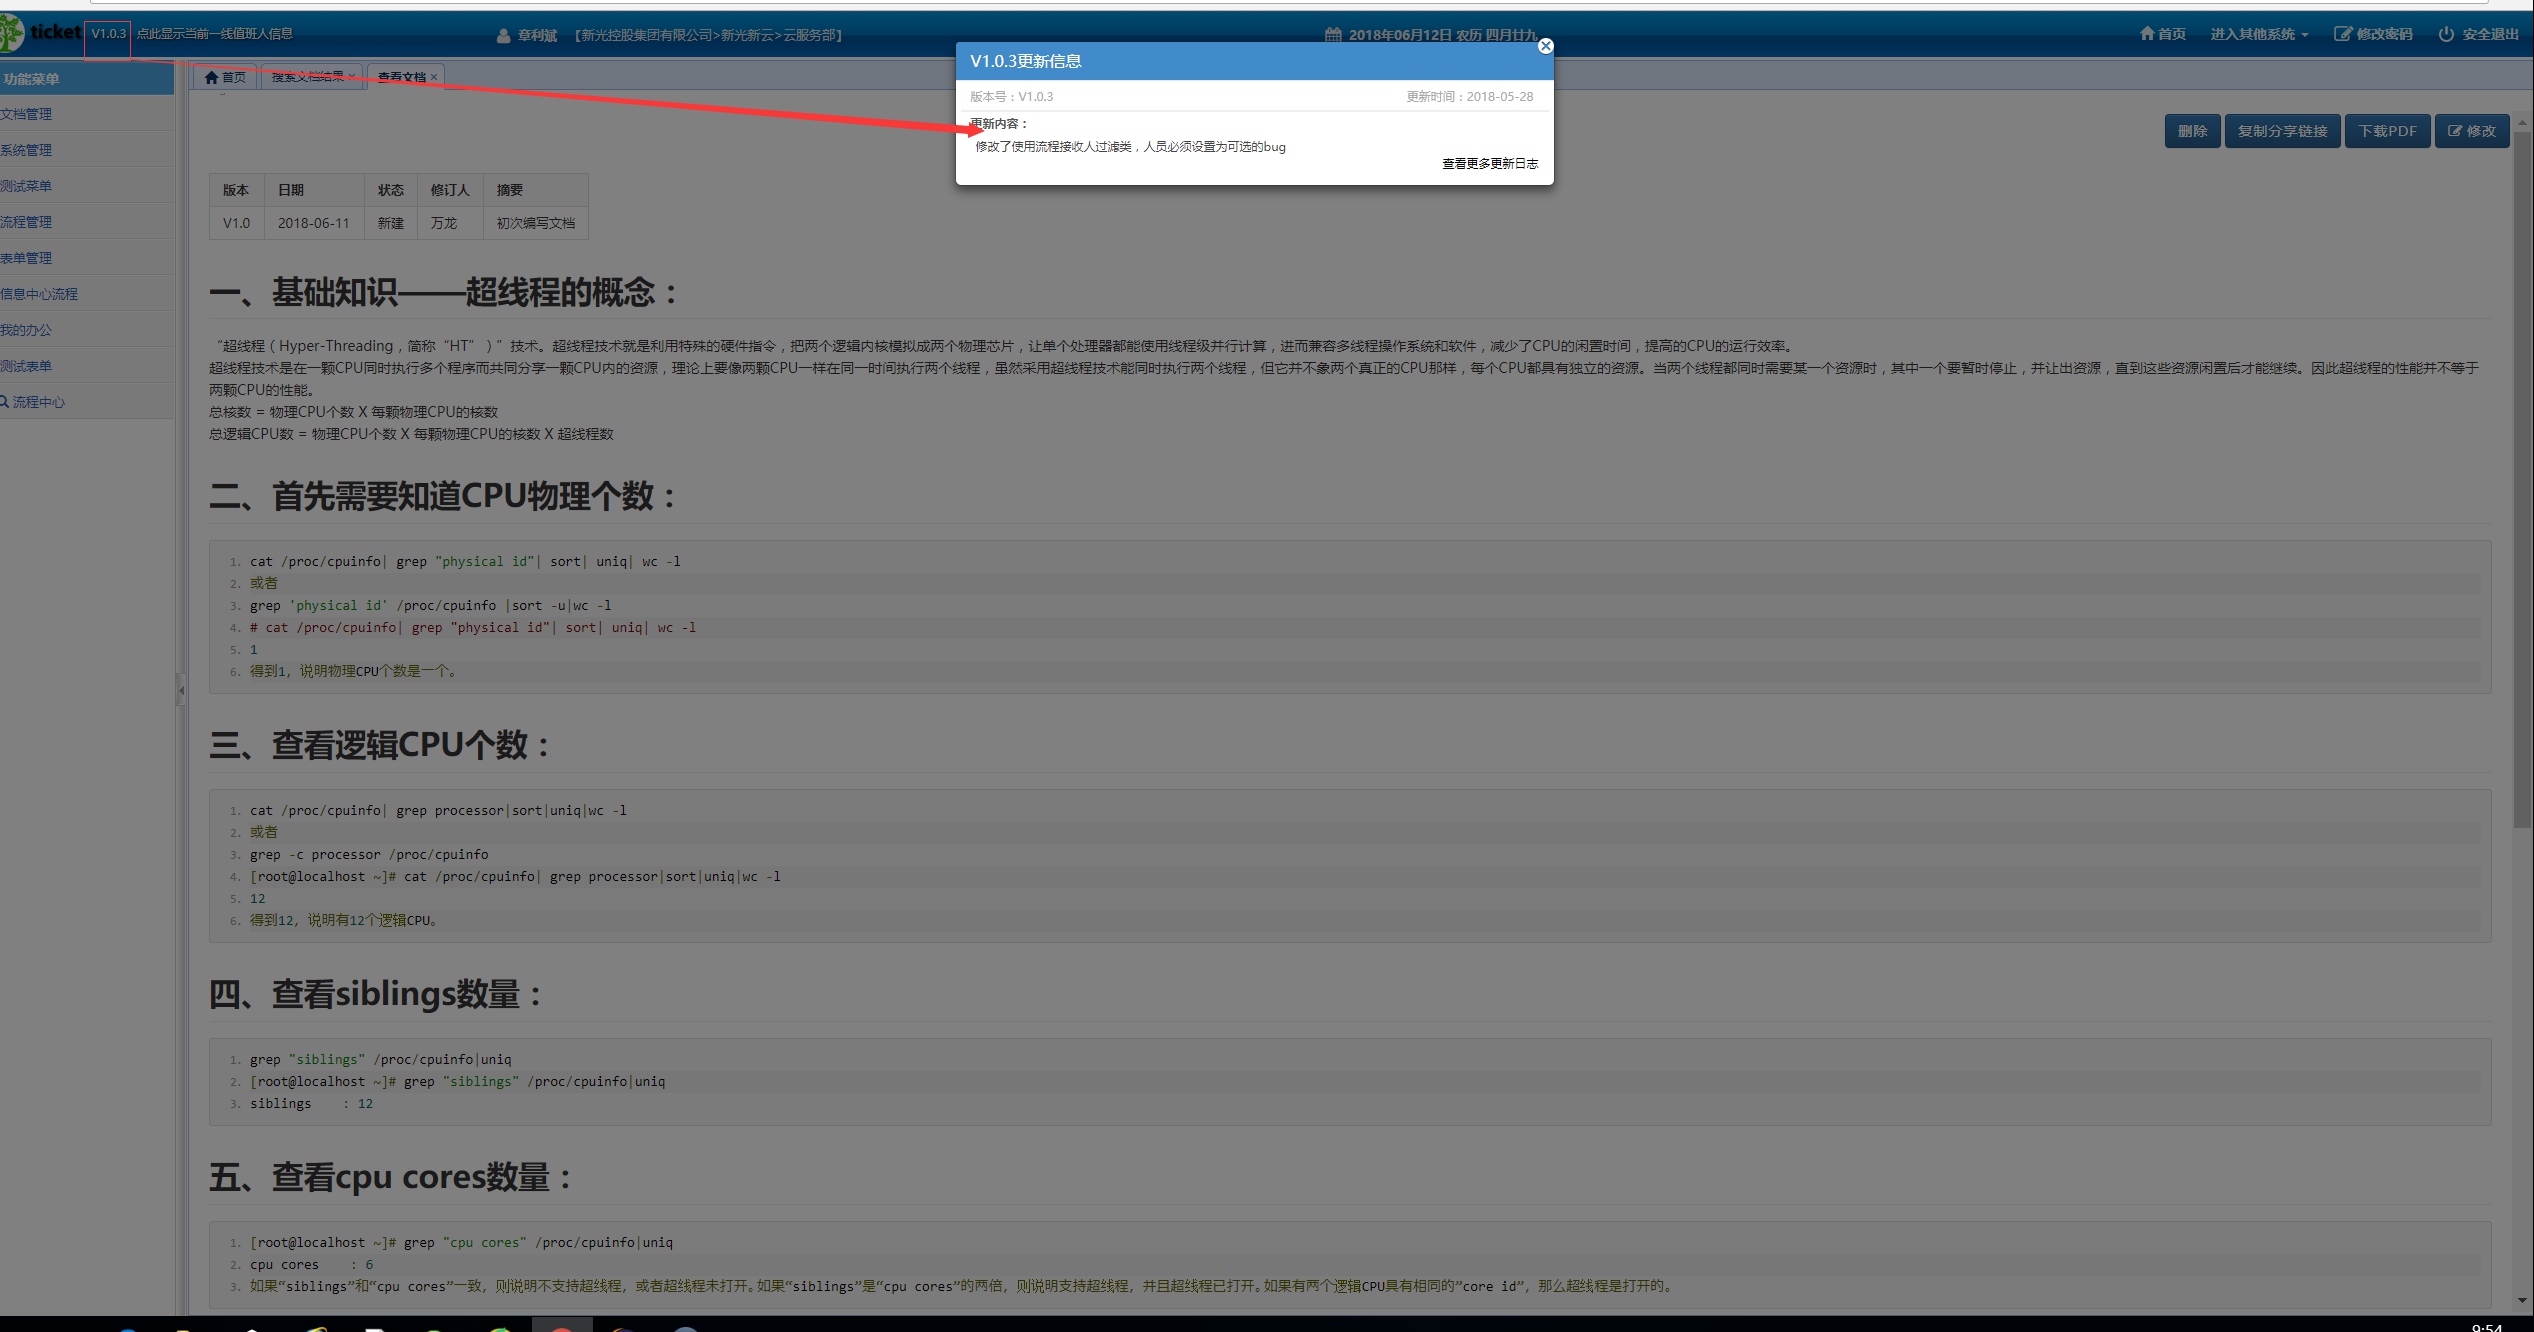 ticket V1.0.3 点此显示当前一线值班人信息 章利斌 【新光控股集团有限公司>新光新云>云服务部】 2018年06月12日 农历 四月廿九 首页 进入其他系统 修改密码 安全退出
功能菜单
文档管理
系统管理
测试菜单
流程管理
表单管理
信息中心流程
我的办公
测试表单
流程中心
首页 搜索文档结果 × 查看文档 ×
V1.0.3更新信息
版本号：V1.0.3 更新时间：2018-05-28
更新内容：
修改了使用流程接收人过滤类，人员必须设置为可选的bug
查看更多更新日志
删除 复制分享链接 下载PDF 修改
版本 日期 状态 修订人 摘要
V1.0 2018-06-11 新建 万龙 初次编写文档
一、基础知识——超线程的概念：
“超线程（Hyper-Threading，简称“HT”）”技术。超线程技术就是利用特殊的硬件指令，把两个逻辑内核模拟成两个物理芯片，让单个处理器都能使用线程级并行计算，进而兼容多线程操作系统和软件，减少了CPU的闲置时间，提高的CPU的运行效率。
超线程技术是在一颗CPU同时执行多个程序而共同分享一颗CPU内的资源，理论上要像两颗CPU一样在同一时间执行两个线程，虽然采用超线程技术能同时执行两个线程，但它并不象两个真正的CPU那样，每个CPU都具有独立的资源。当两个线程都同时需要某一个资源时，其中一个要暂时停止，并让出资源，直到这些资源闲置后才能继续。因此超线程的性能并不等于
两颗CPU的性能。
总核数 = 物理CPU个数 X 每颗物理CPU的核数
总逻辑CPU数 = 物理CPU个数 X 每颗物理CPU的核数 X 超线程数
二、首先需要知道CPU物理个数：
1. cat /proc/cpuinfo| grep "physical id"| sort| uniq| wc -l
2. 或者
3. grep 'physical id' /proc/cpuinfo |sort -u|wc -l
4. # cat /proc/cpuinfo| grep "physical id"| sort| uniq| wc -l
5. 1
6. 得到1, 说明物理CPU个数是一个。
三、查看逻辑CPU个数：
1. cat /proc/cpuinfo| grep processor|sort|uniq|wc -l
2. 或者
3. grep -c processor /proc/cpuinfo
4. [root@localhost ~]# cat /proc/cpuinfo| grep processor|sort|uniq|wc -l
5. 12
6. 得到12, 说明有12个逻辑CPU。
四、查看siblings数量：
1. grep "siblings" /proc/cpuinfo|uniq
2. [root@localhost ~]# grep "siblings" /proc/cpuinfo|uniq
3. siblings : 12
五、查看cpu cores数量：
1. [root@localhost ~]# grep "cpu cores" /proc/cpuinfo|uniq
2. cpu cores : 6
3. 如果“siblings”和“cpu cores”一致, 则说明不支持超线程, 或者超线程未打开。如果“siblings”是“cpu cores”的两倍, 则说明支持超线程, 并且超线程已打开。如果有两个逻辑CPU具有相同的”core id”, 那么超线程是打开的。
9:54